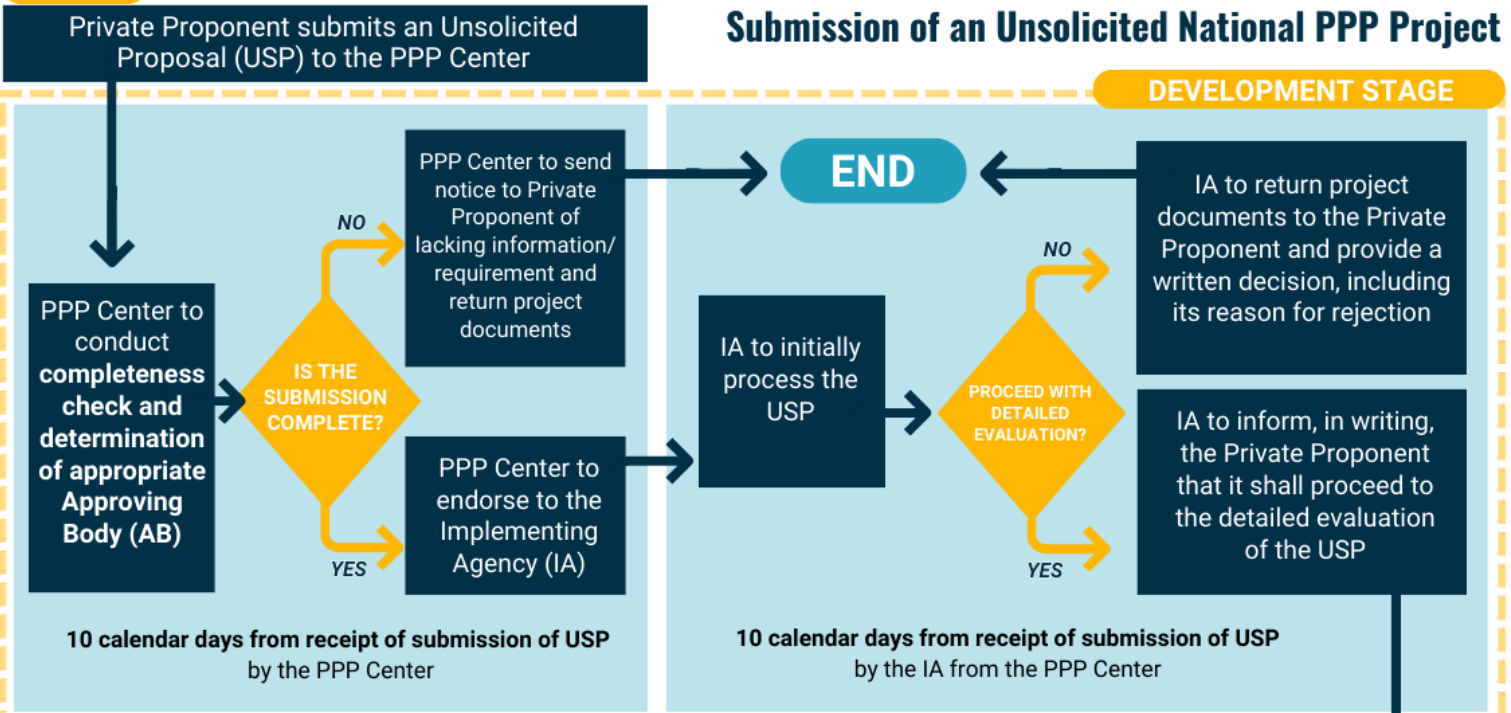 Private Proponent submits an Unsolicited
Proposal (USP) to the PPP Center
Submission of an Unsolicited National PPP Project
DEVELOPMENT STAGE
PPP Center to
conduct
completeness
check and
determination
of appropriate
Approving
Body (AB)
IS THE
SUBMISSION
COMPLETE?
NO
PPP Center to send
notice to Private
Proponent of
lacking information/
requirement and
return project
documents
YES
PPP Center to
endorse to the
Implementing
Agency (IA)
10 calendar days from receipt of submission of USP
by the PPP Center
END
IA to initially
process the
USP
PROCEED WITH
DETAILED
EVALUATION?
NO
IA to return project
documents to the Private
Proponent and provide a
written decision, including
its reason for rejection
YES
IA to inform, in writing,
the Private Proponent
that it shall proceed to
the detailed evaluation
of the USP
10 calendar days from receipt of submission of USP
by the IA from the PPP Center